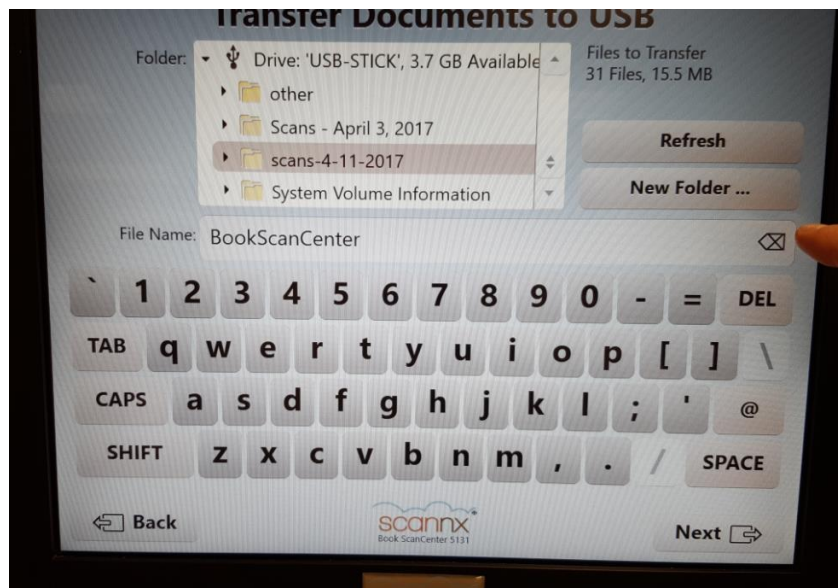 Transfer Documents to USB
Folder:
Drive: 'USB-STICK', 3.7 GB Available
other
Scans - April 3, 2017
scans-4-11-2017
System Volume Information
Files to Transfer
31 Files, 15.5 MB
Refresh
New Folder ...
File Name: BookScanCenter
` 1 2 3 4 5 6 7 8 9 0 - = DEL
TAB q w e r t y u i o p [ ] \
CAPS a s d f g h j k l ; ' @
SHIFT z x c v b n m , . / SPACE
Back
scannx
Book ScanCenter 5131
Next